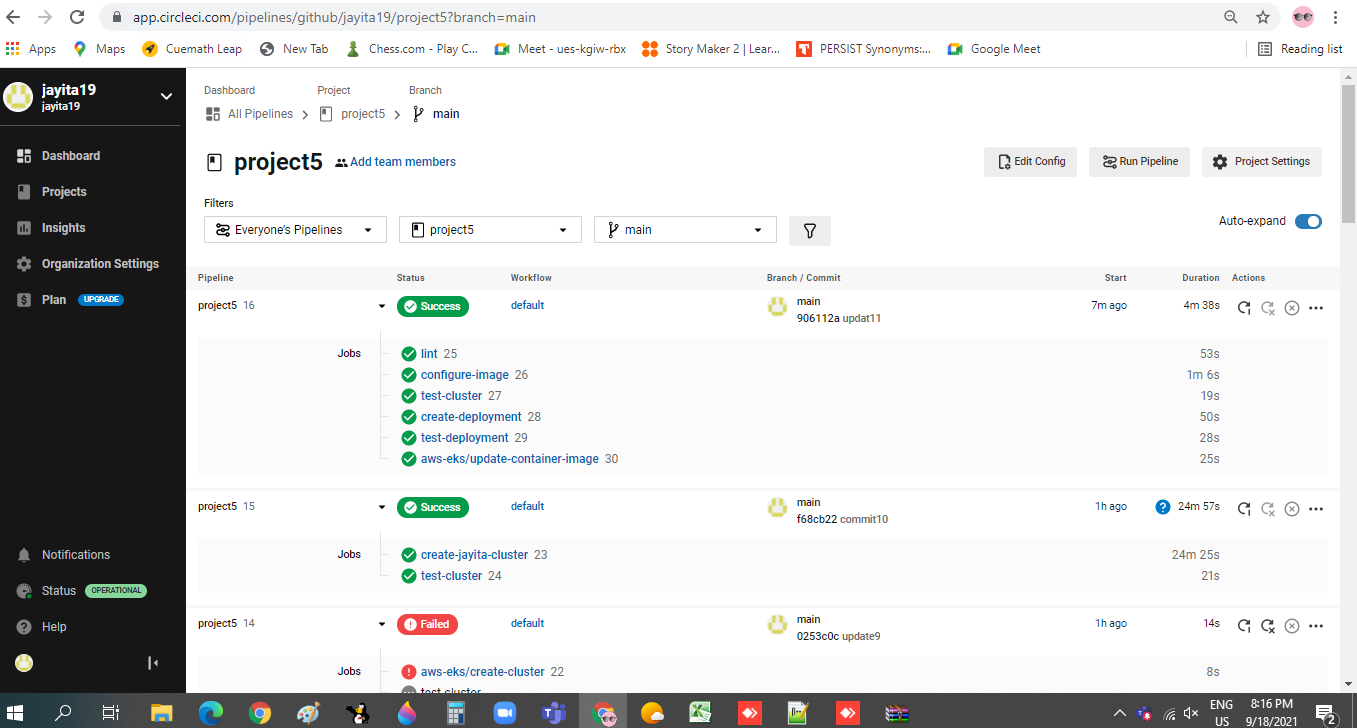 app.circleci.com/pipelines/github/jayita19/project5?branch=main
Apps Maps Cuemath Leap New Tab Chess.com - Play C... Meet - ues-kgiw-rbx Story Maker 2 | Lear... PERSIST Synonyms:... Google Meet Reading list
jayita19
jayita19
Dashboard
Projects
Insights
Organization Settings
Plan UPGRADE
Notifications
Status OPERATIONAL
Help
Dashboard Project Branch
All Pipelines project5 main
project5 Add team members Edit Config Run Pipeline Project Settings
Filters
Everyone's Pipelines project5 main Auto-expand
Pipeline Status Workflow Branch / Commit Start Duration Actions
project5 16 Success default main 7m ago 4m 38s
906112a updat11
Jobs lint 25 53s
configure-image 26 1m 6s
test-cluster 27 19s
create-deployment 28 50s
test-deployment 29 28s
aws-eks/update-container-image 30 25s
project5 15 Success default main 1h ago 24m 57s
f68cb22 commit10
Jobs create-jayita-cluster 23 24m 25s
test-cluster 24 21s
project5 14 Failed default main 1h ago 14s
0253c0c update9
Jobs aws-eks/create-cluster 22 8s
test-cluster
ENG 8:16 PM
US 9/18/2021 2